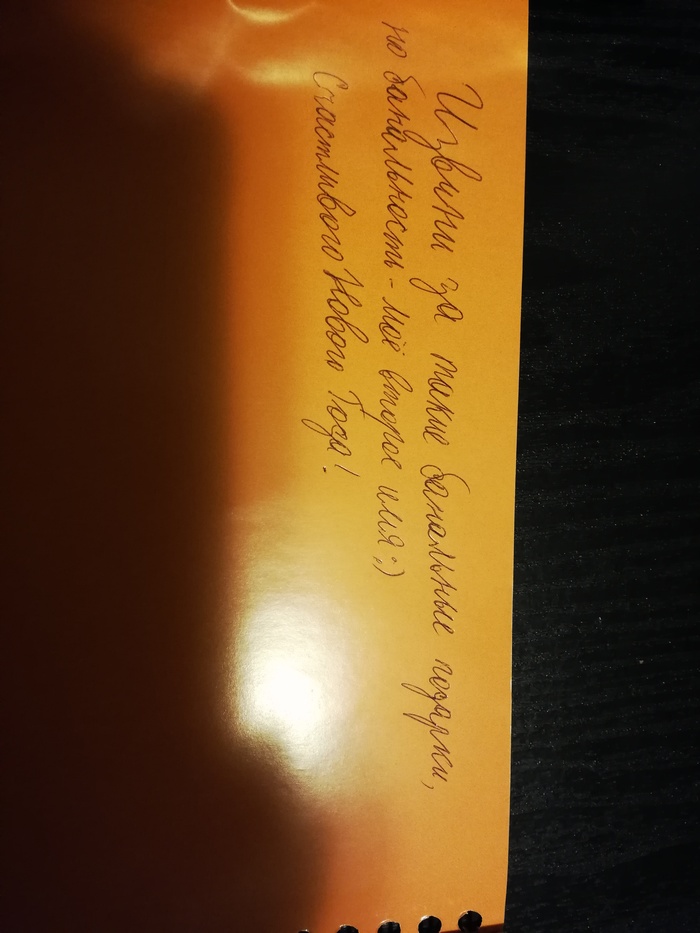 Извини за такие банальные подарки,
но банальность - моё второе имя ;)
Счастливого Нового Года!